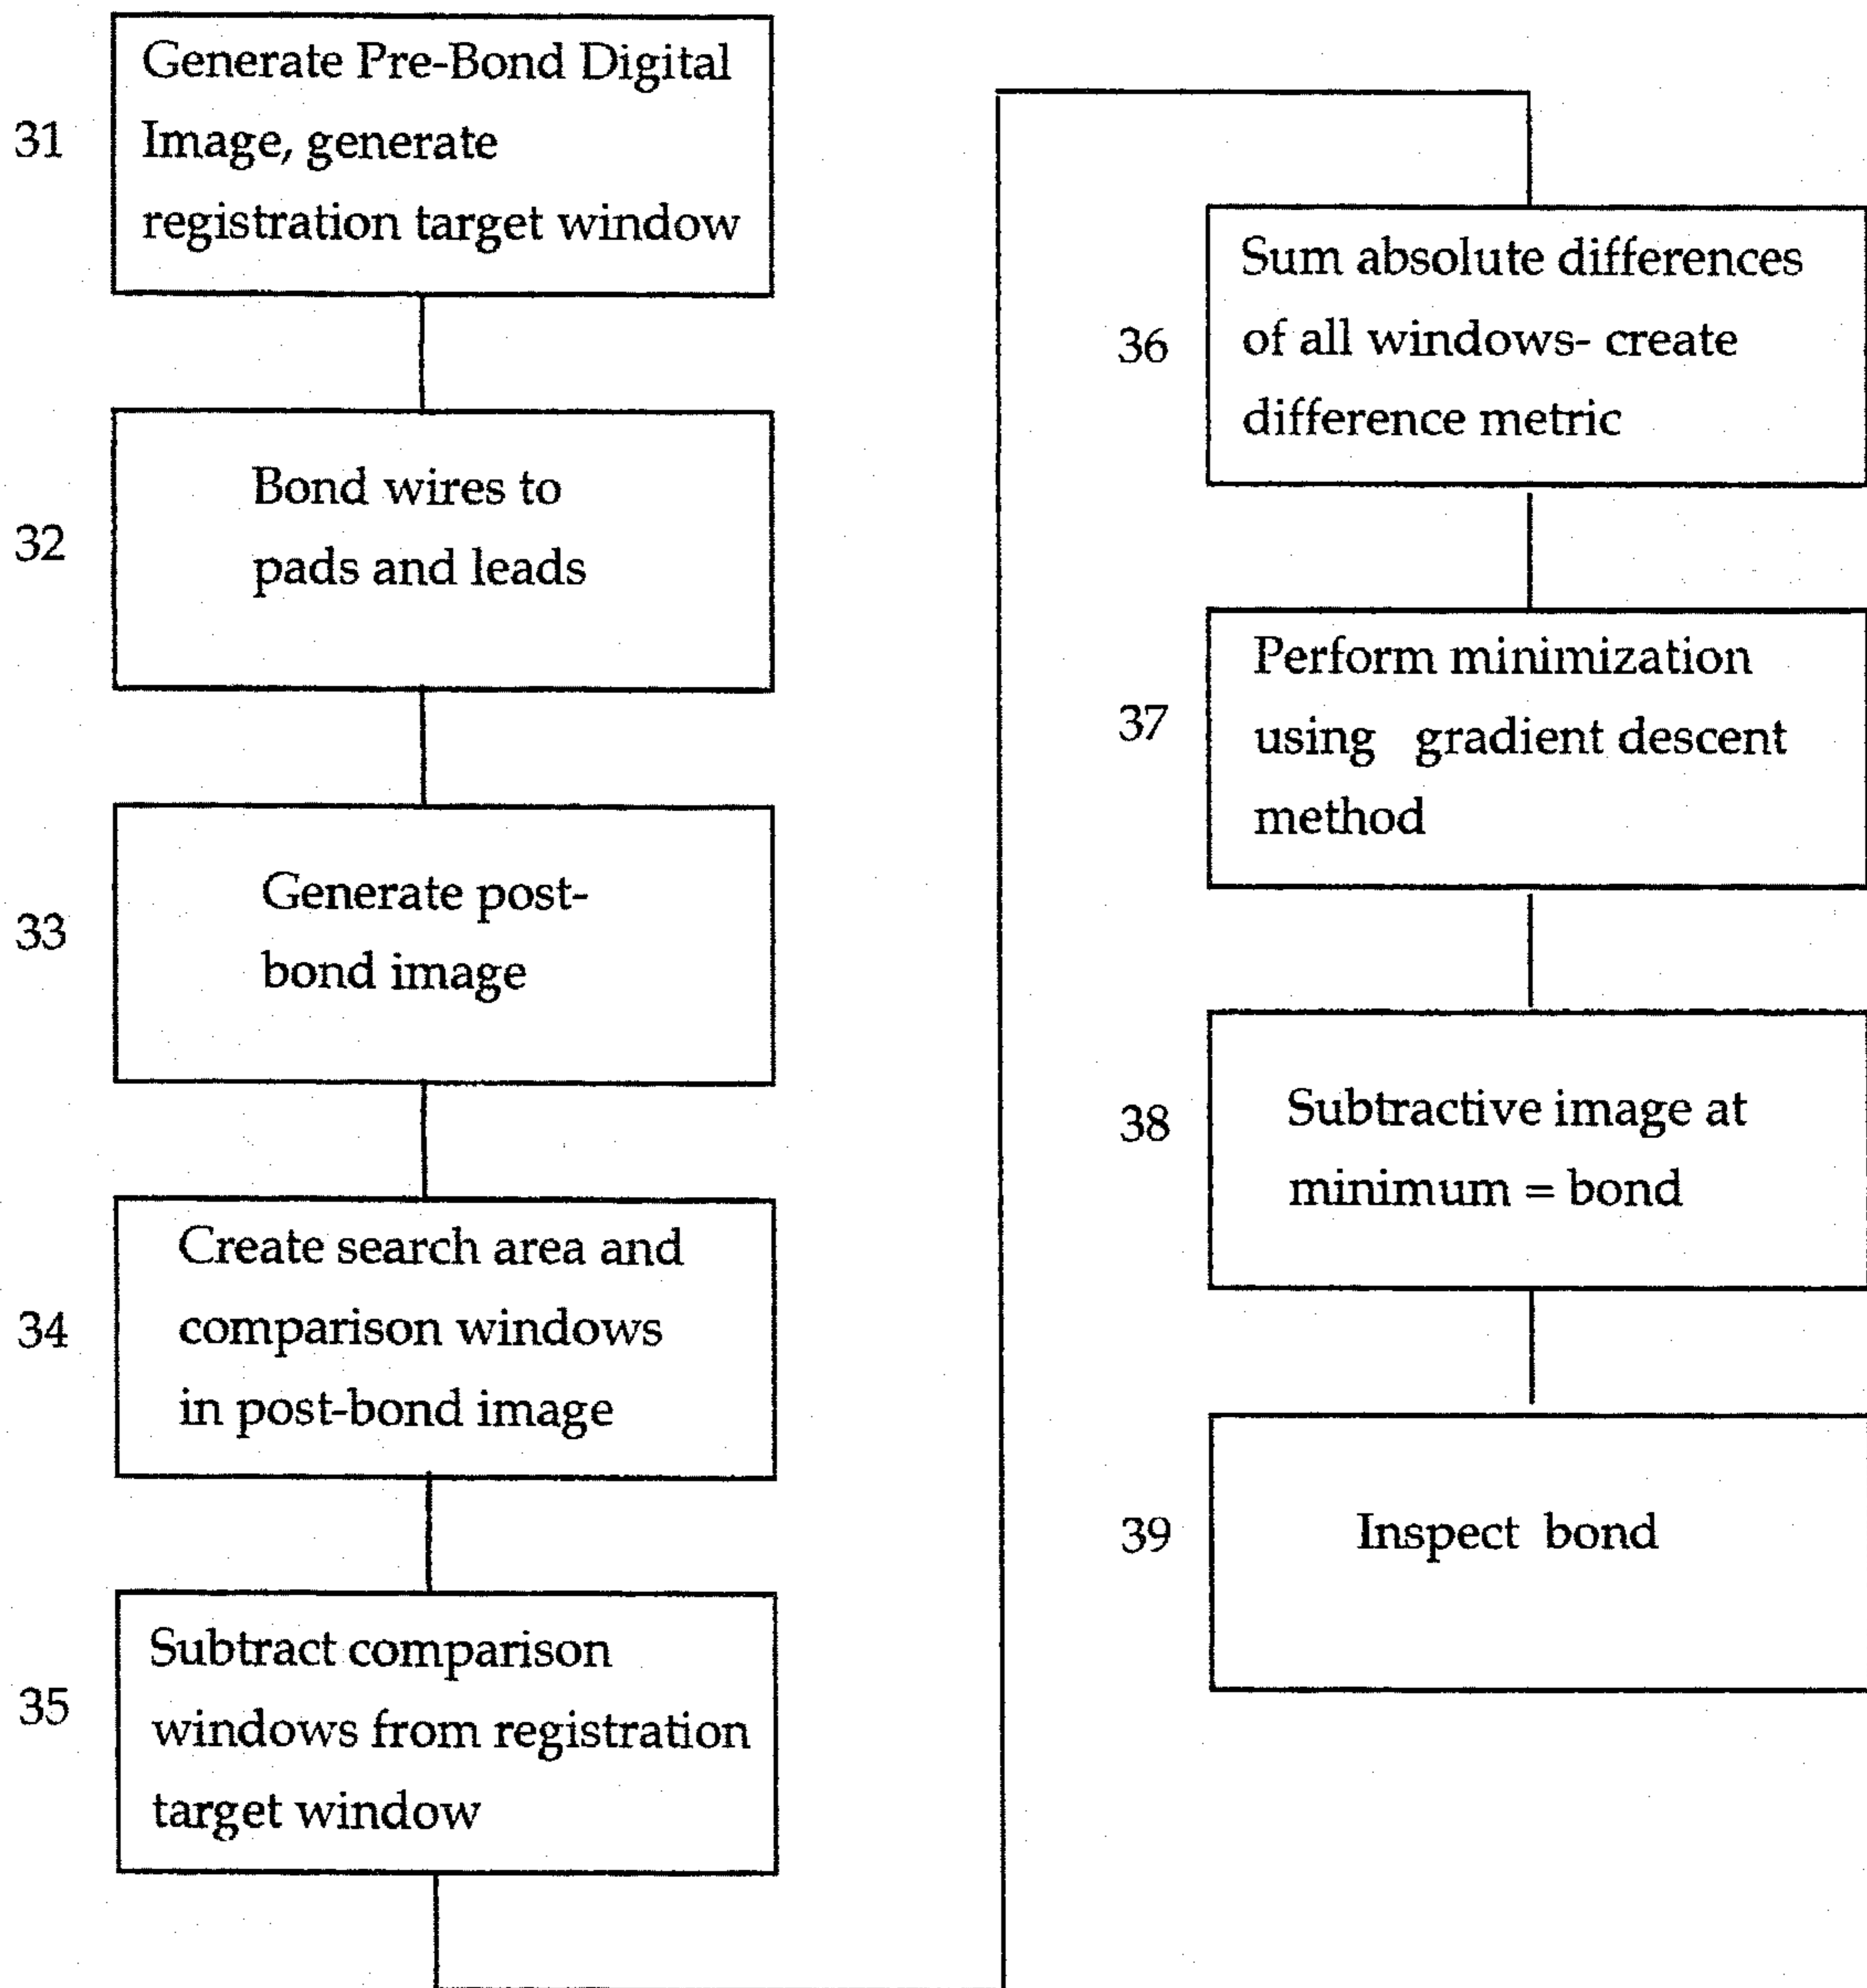 31
Generate Pre-Bond Digital
Image, generate
registration target window
32
Bond wires to
pads and leads
33
Generate post-
bond image
34
Create search area and
comparison windows
in post-bond image
35
Subtract comparison
windows from registration
target window
36
Sum absolute differences
of all windows- create
difference metric
37
Perform minimization
using gradient descent
method
38
Subtractive image at
minimum = bond
39
Inspect bond